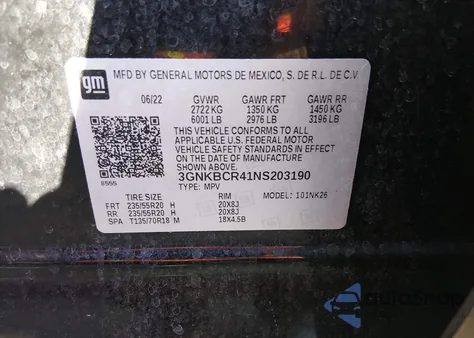 gm
MFD BY GENERAL MOTORS DE MEXICO, S. DE R.L. DE C.V.
06/22 GVWR GAWR FRT GAWR RR
2722 KG 1350 KG 1450 KG
6001 LB 2976 LB 3196 LB
THIS VEHICLE CONFORMS TO ALL
APPLICABLE U.S. FEDERAL MOTOR
VEHICLE SAFETY STANDARDS IN EFFECT
ON THE DATE OF MANUFACTURE
SHOWN ABOVE.
3GNKBCR41NS203190
TYPE: MPV
TIRE SIZE RIM MODEL: 101NK26
FRT 235/55R20 H 20X8J
RR 235/55R20 H 20X8J
SPA T135/70R18 M 18X4.5B